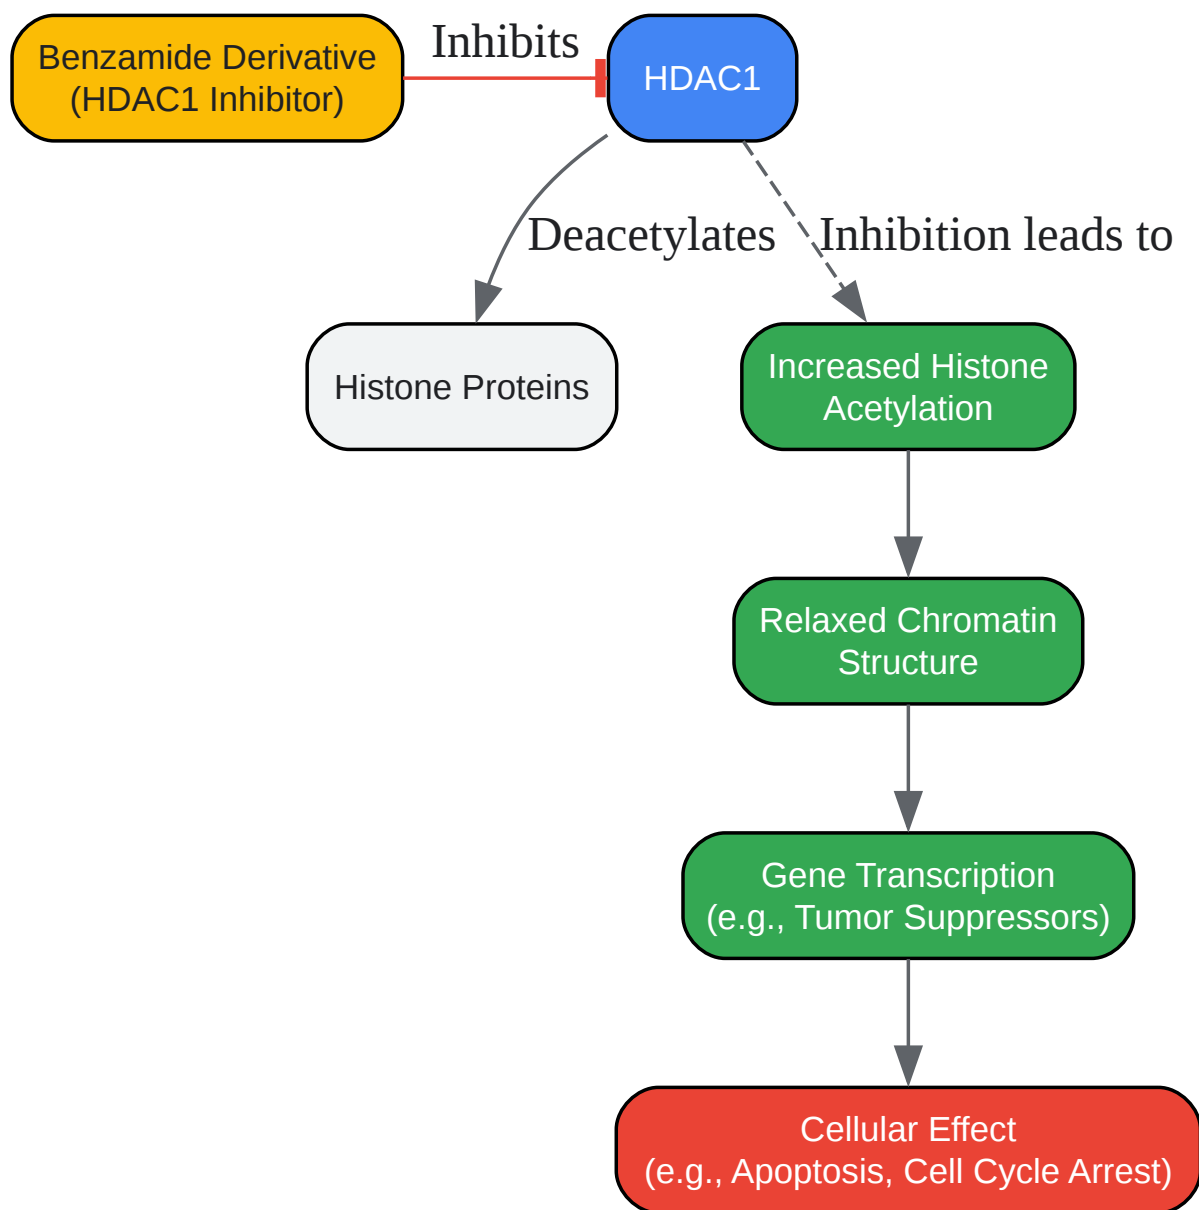 Benzamide Derivative
(HDAC1 Inhibitor)
Inhibits
HDAC1
Deacetylates
Inhibition leads to
Histone Proteins
Increased Histone
Acetylation
Relaxed Chromatin
Structure
Gene Transcription
(e.g., Tumor Suppressors)
Cellular Effect
(e.g., Apoptosis, Cell Cycle Arrest)